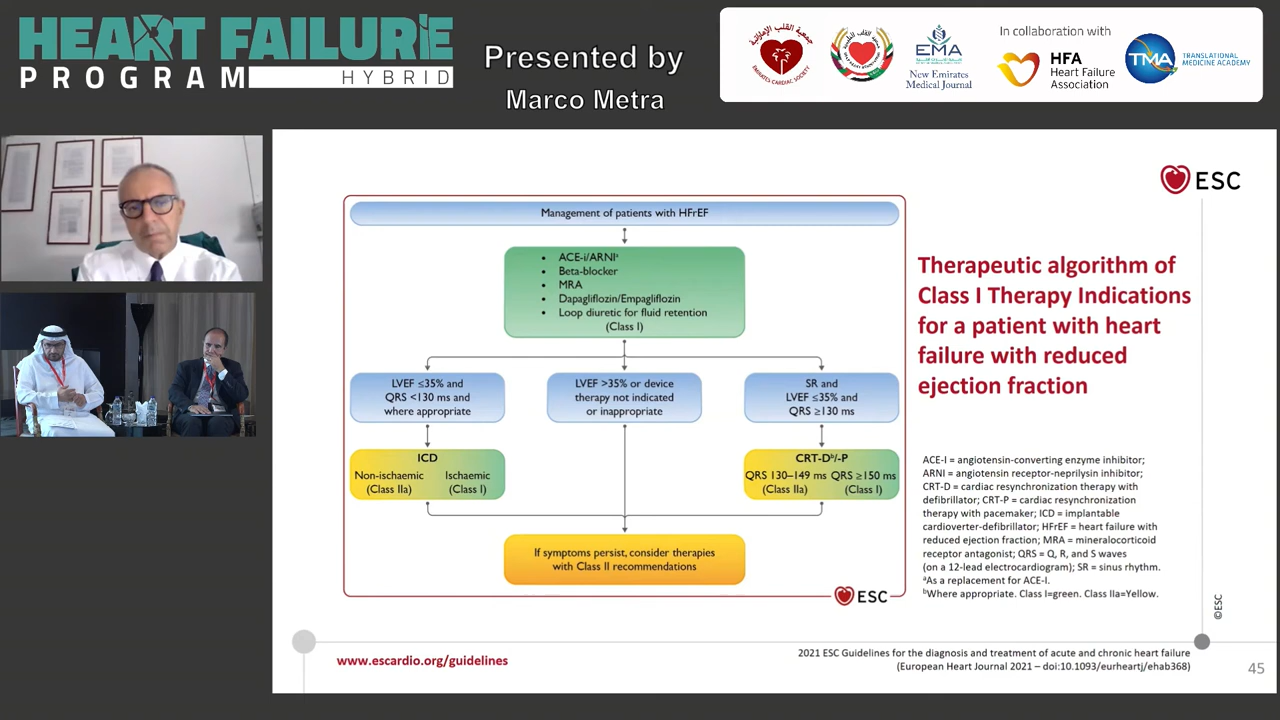 HEART FAILURE
PROGRAM
HYBRID
Presented by
Marco Metra
جمعية القلب الإماراتية
EMIRATES CARDIAC SOCIETY
EMA
New Emirates
Medical Journal
In collaboration with
HFA
Heart Failure
Association
TMA
TRANSLATIONAL
MEDICINE ACADEMY
ESC
Management of patients with HFrEF
• ACE-i/ARNIᵃ
• Beta-blocker
• MRA
• Dapagliflozin/Empagliflozin
• Loop diuretic for fluid retention
(Class I)
LVEF ≤35% and
QRS <130 ms and
where appropriate
LVEF >35% or device
therapy not indicated
or inappropriate
SR and
LVEF ≤35% and
QRS ≥130 ms
ICD
Non-ischaemic
(Class IIa)
Ischaemic
(Class I)
CRT-Dᵇ/-P
QRS 130–149 ms
(Class IIa)
QRS ≥150 ms
(Class I)
If symptoms persist, consider therapies
with Class II recommendations
ESC
Therapeutic algorithm of
Class I Therapy Indications
for a patient with heart
failure with reduced
ejection fraction
ACE-I = angiotensin-converting enzyme inhibitor;
ARNI = angiotensin receptor-neprilysin inhibitor;
CRT-D = cardiac resynchronization therapy with
defibrillator; CRT-P = cardiac resynchronization
therapy with pacemaker; ICD = implantable
cardioverter-defibrillator; HFrEF = heart failure with
reduced ejection fraction; MRA = mineralocorticoid
receptor antagonist; QRS = Q, R, and S waves
(on a 12-lead electrocardiogram); SR = sinus rhythm.
ᵃAs a replacement for ACE-I.
ᵇWhere appropriate. Class I=green. Class IIa=Yellow.
©ESC
www.escardio.org/guidelines
2021 ESC Guidelines for the diagnosis and treatment of acute and chronic heart failure
(European Heart Journal 2021 – doi:10.1093/eurheartj/ehab368)
45